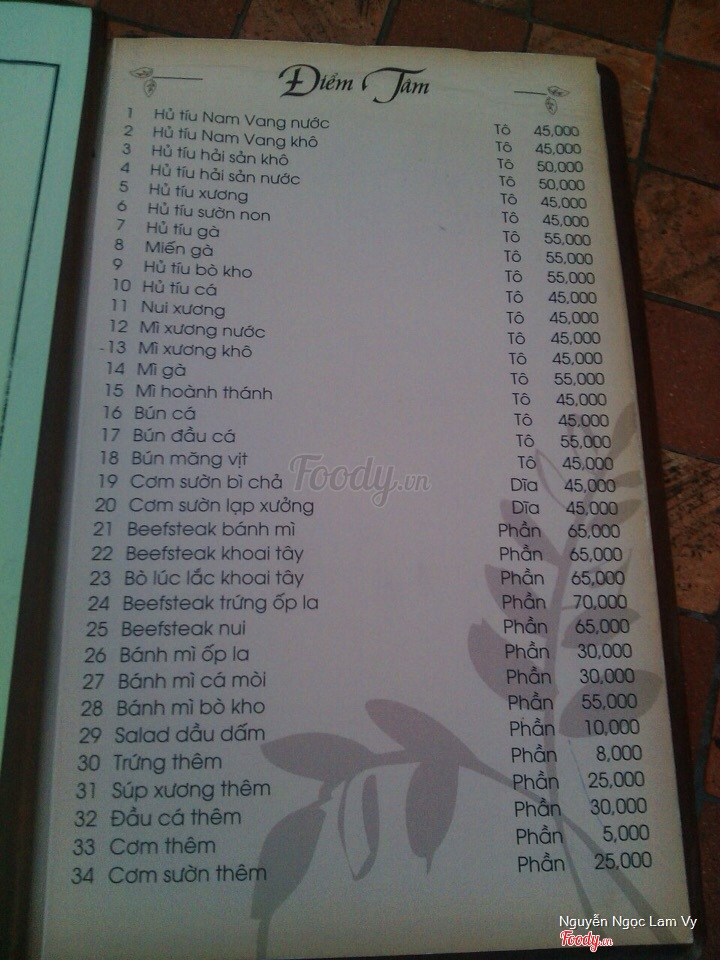 Điểm Tâm
1 Hủ tíu Nam Vang nước Tô 45,000
2 Hủ tíu Nam Vang khô Tô 45,000
3 Hủ tíu hải sản khô Tô 50,000
4 Hủ tíu hải sản nước Tô 50,000
5 Hủ tíu xương Tô 45,000
6 Hủ tíu sườn non Tô 45,000
7 Hủ tíu gà Tô 55,000
8 Miến gà Tô 55,000
9 Hủ tíu bò kho Tô 55,000
10 Hủ tíu cá Tô 45,000
11 Nui xương Tô 45,000
12 Mì xương nước Tô 45,000
13 Mì xương khô Tô 45,000
14 Mì gà Tô 55,000
15 Mì hoành thánh Tô 45,000
16 Bún cá Tô 45,000
17 Bún đầu cá Tô 55,000
18 Bún măng vịt Tô 45,000
19 Cơm sườn bì chả Dĩa 45,000
20 Cơm sườn lạp xưởng Dĩa 45,000
21 Beefsteak bánh mì Phần 65,000
22 Beefsteak khoai tây Phần 65,000
23 Bò lúc lắc khoai tây Phần 65,000
24 Beefsteak trứng ốp la Phần 70,000
25 Beefsteak nui Phần 65,000
26 Bánh mì ốp la Phần 30,000
27 Bánh mì cá mòi Phần 30,000
28 Bánh mì bò kho Phần 55,000
29 Salad dầu dấm Phần 10,000
30 Trứng thêm Phần 8,000
31 Súp xương thêm Phần 25,000
32 Đầu cá thêm Phần 30,000
33 Cơm thêm Phần 5,000
34 Cơm sườn thêm Phần 25,000
Foody.vn
Nguyễn Ngọc Lam Vy
Foody.vn